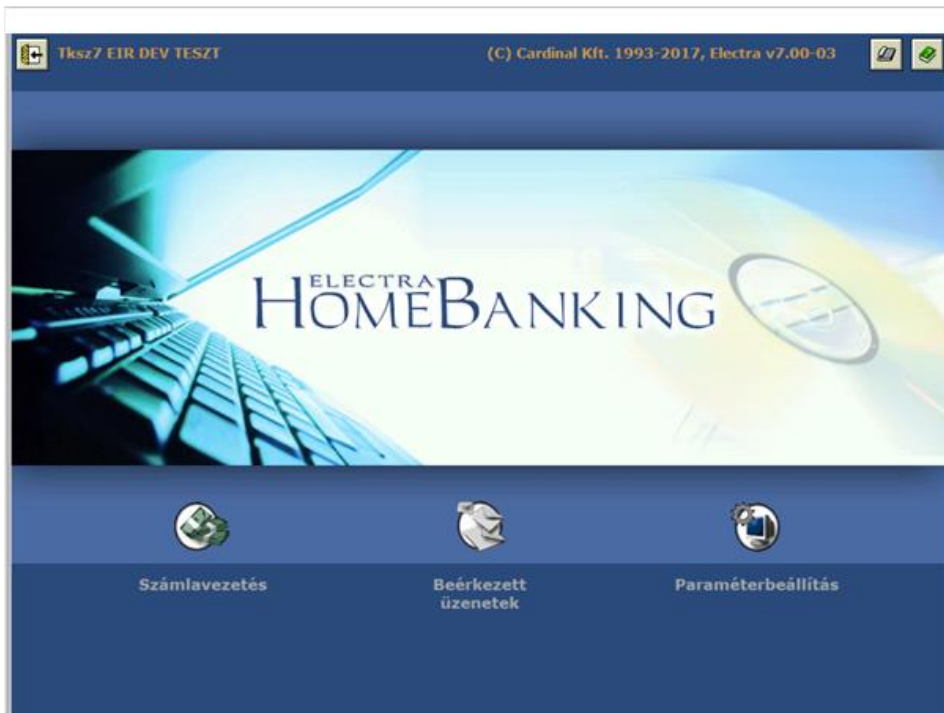 Tksz7 EIR DEV TESZT
(C) Cardinal Kft. 1993-2017, Electra v7.00-03
ELECTRA
HOMEBANKING
Számlavezetés
Beérkezett
üzenetek
Paraméterbeállítás